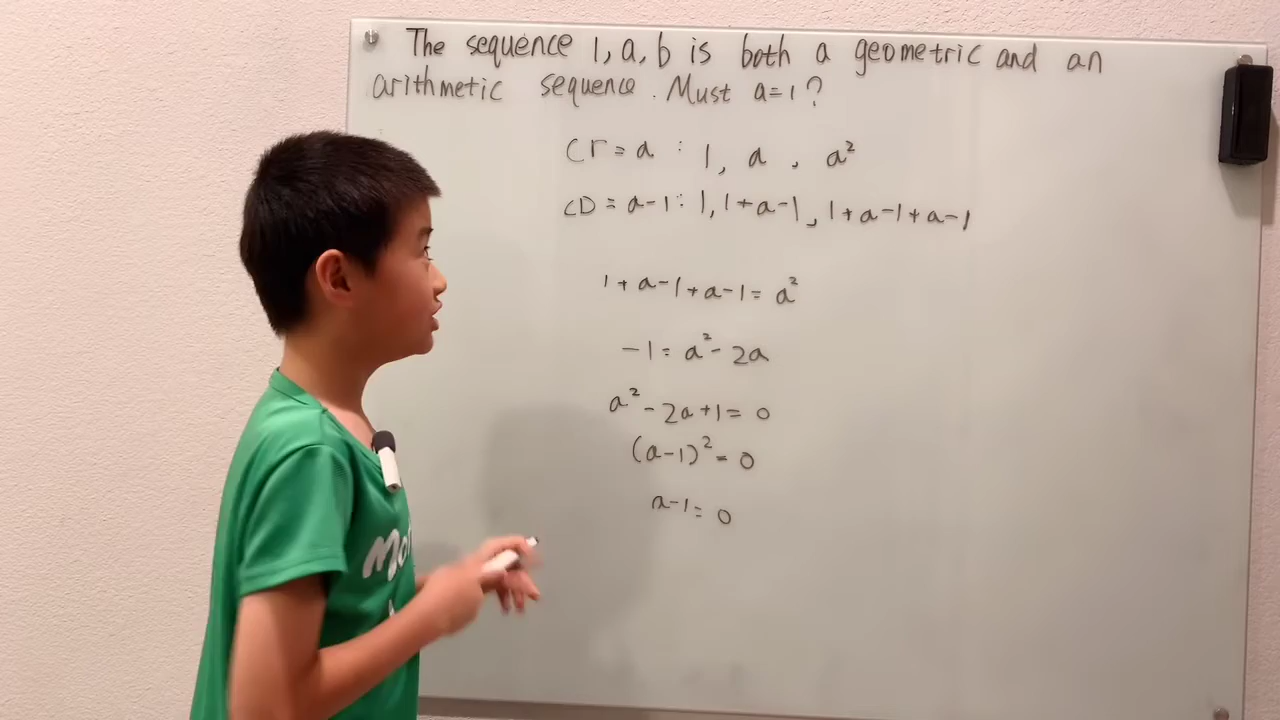 The sequence 1, a, b is both a geometric and an
arithmetic sequence. Must a=1?
Cr = a : 1, a, a²
CD = a-1: 1, 1+a-1, 1+a-1+a-1
1+a-1+a-1= a²
-1= a²-2a
a²-2a+1= 0
(a-1)²= 0
a-1= 0